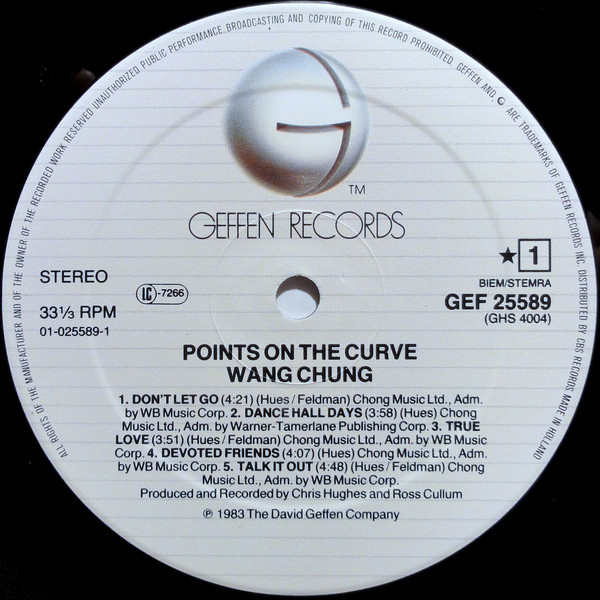 ALL RIGHTS OF THE MANUFACTURER AND OF THE OWNER OF THE RECORDED WORK RESERVED UNAUTHORIZED PUBLIC PERFORMANCE, BROADCASTING AND COPYING OF THIS RECORD PROHIBITED. GEFFEN AND G ARE TRADEMARKS OF GEFFEN RECORDS INC. DISTRIBUTED BY CBS RECORDS MADE IN HOLLAND
TM
GEFFEN RECORDS
STEREO
LC-7266
33⅓ RPM
01-025589-1
★ 1
BIEM/STEMRA
GEF 25589
(GHS 4004)
POINTS ON THE CURVE
WANG CHUNG
1. DON'T LET GO (4:21) (Hues / Feldman) Chong Music Ltd., Adm.
by WB Music Corp. 2. DANCE HALL DAYS (3:58) (Hues) Chong
Music Ltd., Adm. by Warner-Tamerlane Publishing Corp. 3. TRUE
LOVE (3:51) (Hues / Feldman) Chong Music Ltd., Adm. by WB Music
Corp. 4. DEVOTED FRIENDS (4:07) (Hues / Feldman) Chong Music Ltd., Adm.
by WB Music Corp. 5. TALK IT OUT (4:48) (Hues / Feldman) Chong
Music Ltd., Adm. by WB Music Corp.
Produced and Recorded by Chris Hughes and Ross Cullum
℗ 1983 The David Geffen Company